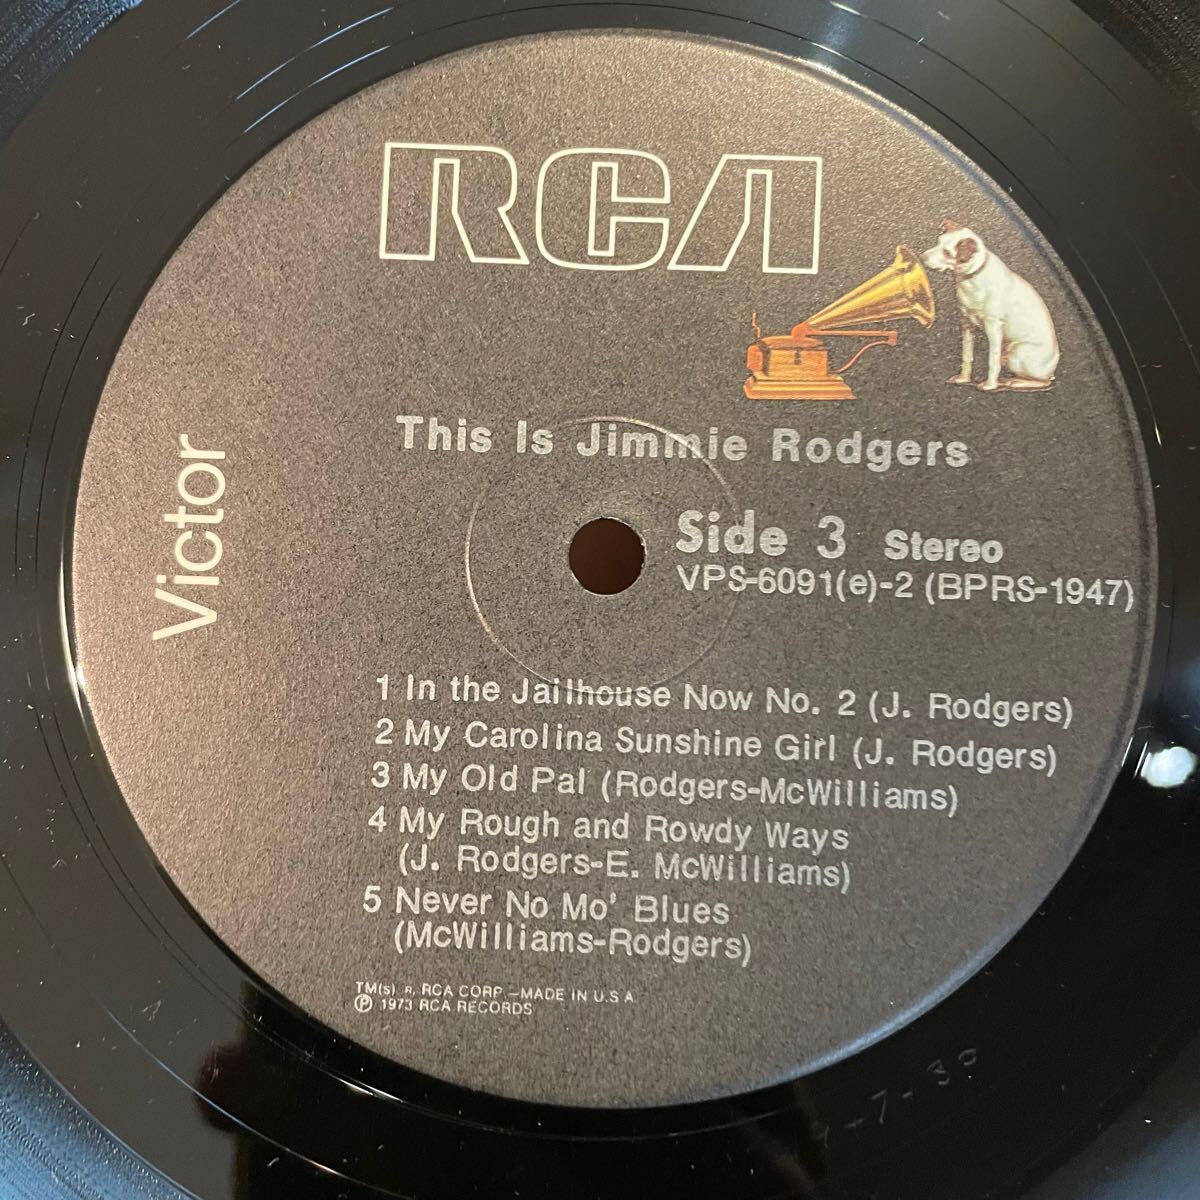 RCA
Victor
This Is Jimmie Rodgers
Side 3 Stereo
VPS-6091(e)-2 (BPRS-1947)
1 In the Jailhouse Now No. 2 (J. Rodgers)
2 My Carolina Sunshine Girl (J. Rodgers)
3 My Old Pal (Rodgers-McWilliams)
4 My Rough and Rowdy Ways
(J. Rodgers-E. McWilliams)
5 Never No Mo' Blues
(McWilliams-Rodgers)
TM(s) ® RCA CORP.—MADE IN U.S.A
℗ 1973 RCA RECORDS